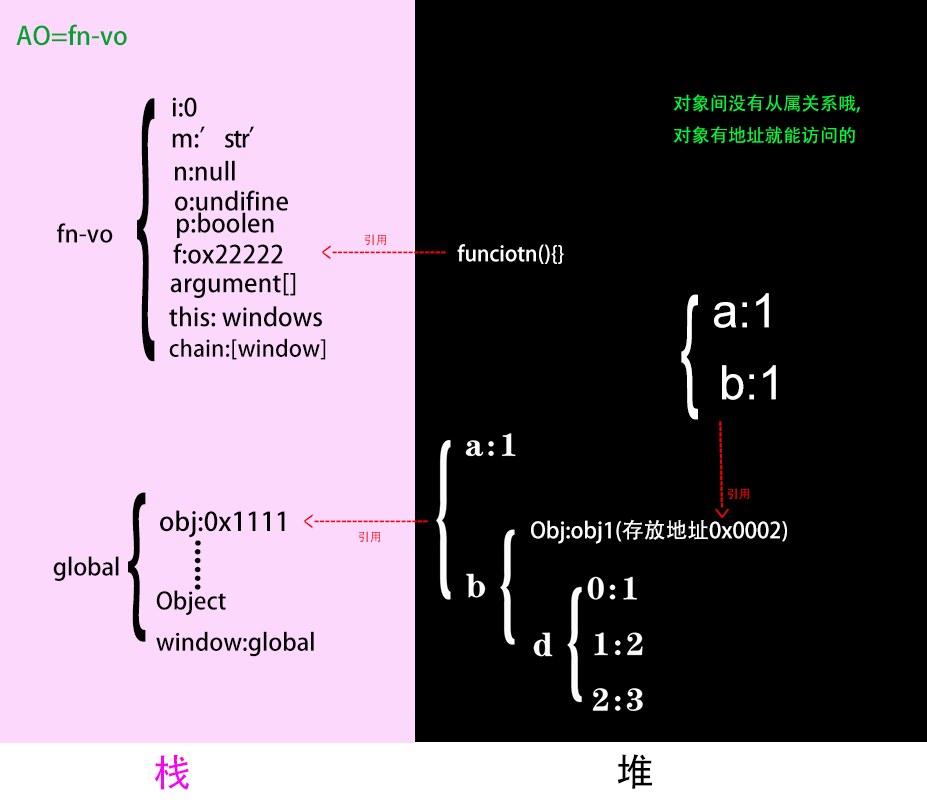 AO=fn-vo
对象间没有从属关系哦,
对象有地址就能访问的
fn-vo
i:0
m:′ str′
n:null
o:undifine
p:boolen
f:ox22222
引用
funciotn(){}
argument[]
this: windows
chain:[window]
a:1
b:1
引用
global
obj:0x1111
引用
Object
window:global
a:1
b
Obj:obj1(存放地址0x0002)
d
0:1
1:2
2:3
栈
堆